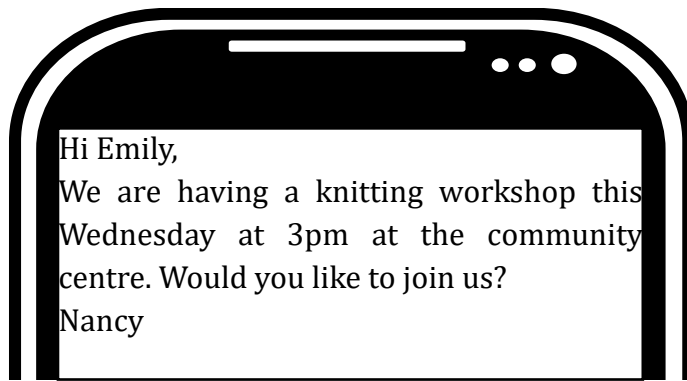 Hi Emily,
We are having a knitting workshop this
Wednesday at 3pm at the community
centre. Would you like to join us?
Nancy